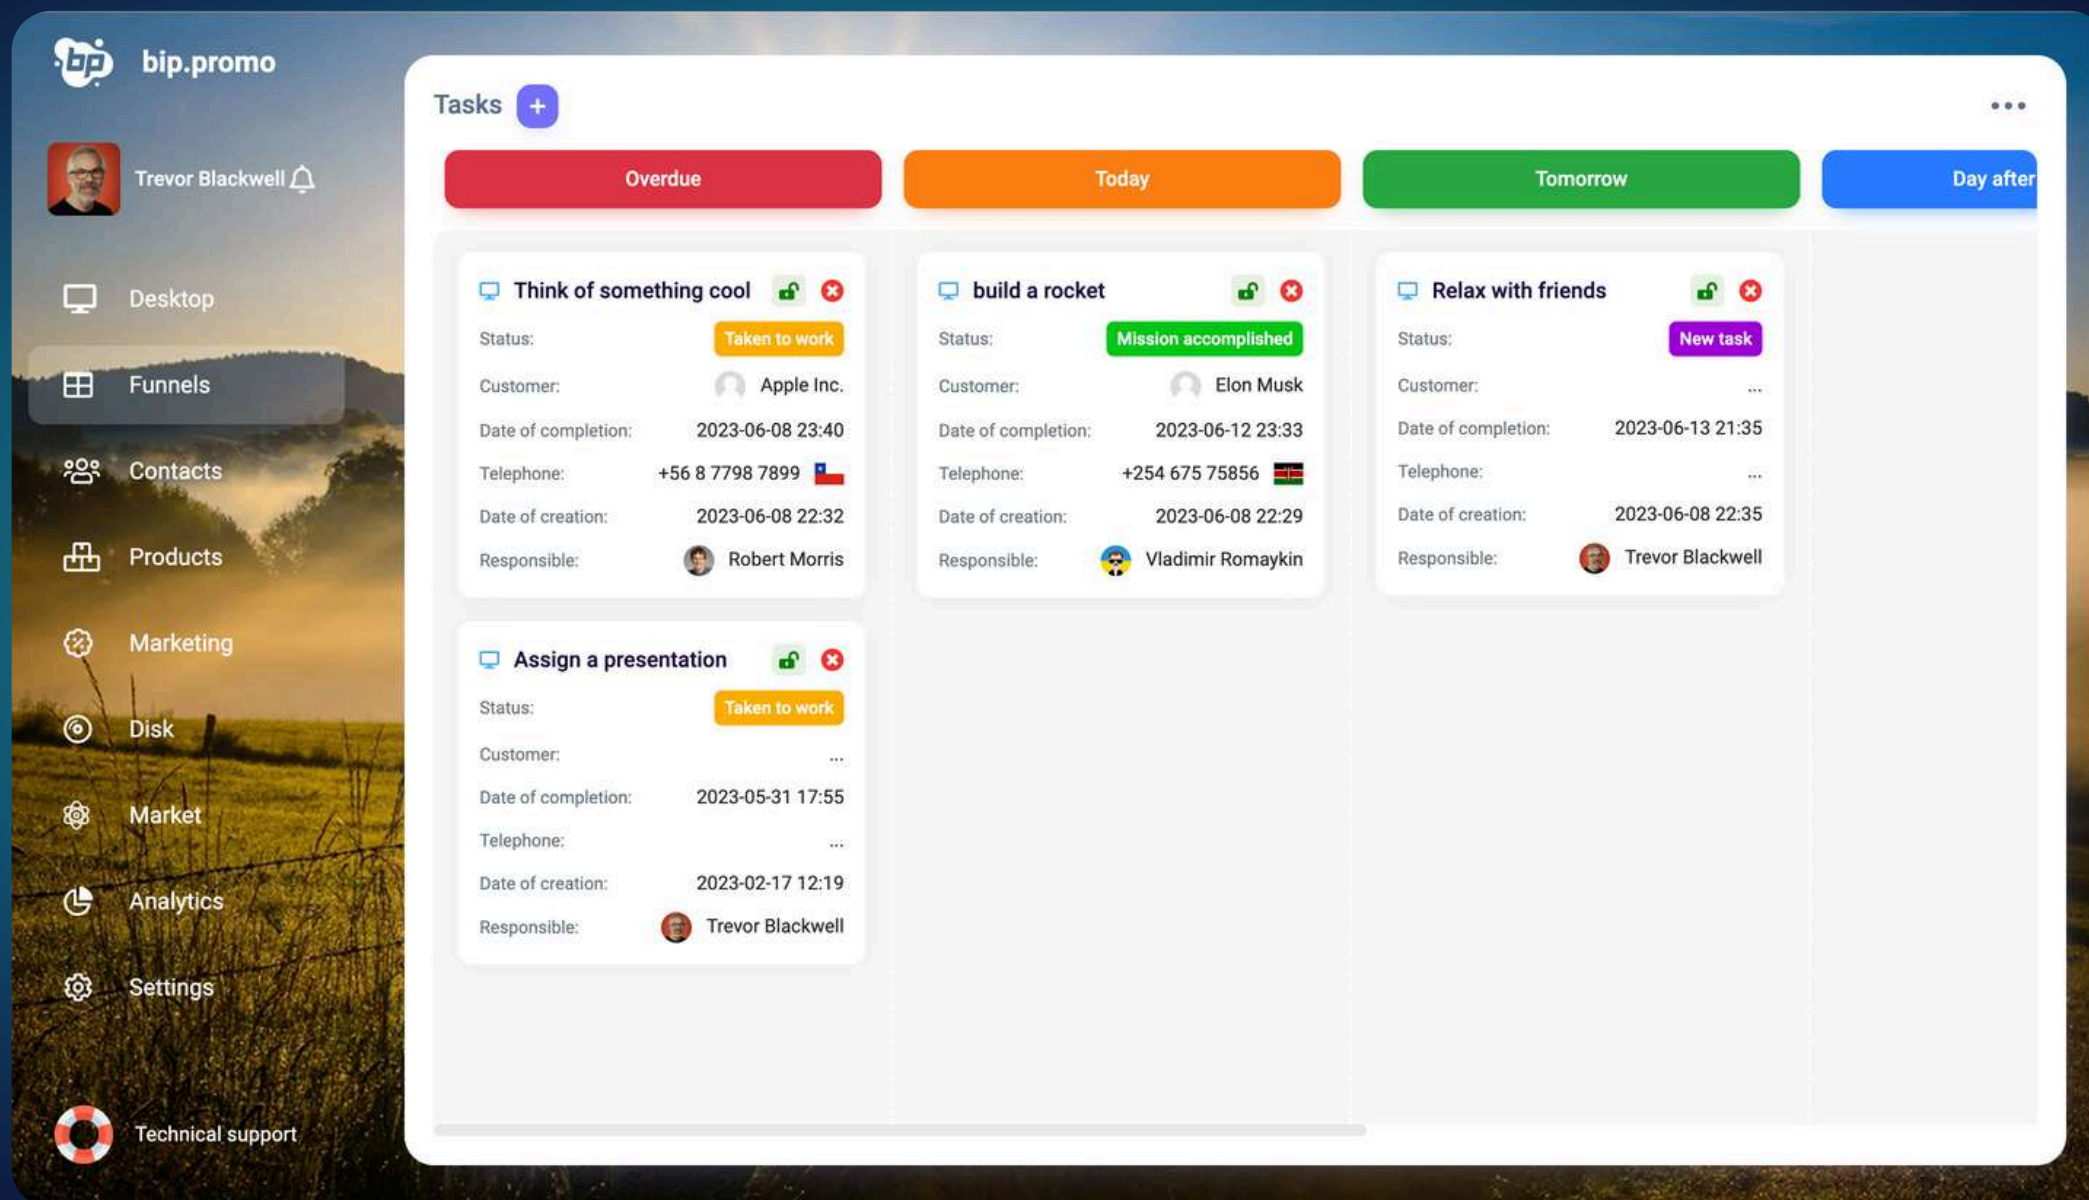 bp bip.promo
Trevor Blackwell
Desktop
Funnels
Contacts
Products
Marketing
Disk
Market
Analytics
Settings
Technical support
Tasks +
Overdue
Think of something cool
Status: Taken to work
Customer: Apple Inc.
Date of completion: 2023-06-08 23:40
Telephone: +56 8 7798 7899
Date of creation: 2023-06-08 22:32
Responsible: Robert Morris
Assign a presentation
Status: Taken to work
Customer: ...
Date of completion: 2023-05-31 17:55
Telephone: ...
Date of creation: 2023-02-17 12:19
Responsible: Trevor Blackwell
Today
build a rocket
Status: Mission accomplished
Customer: Elon Musk
Date of completion: 2023-06-12 23:33
Telephone: +254 675 75856
Date of creation: 2023-06-08 22:29
Responsible: Vladimir Romaykin
Tomorrow
Relax with friends
Status: New task
Customer: ...
Date of completion: 2023-06-13 21:35
Telephone: ...
Date of creation: 2023-06-08 22:35
Responsible: Trevor Blackwell
Day after